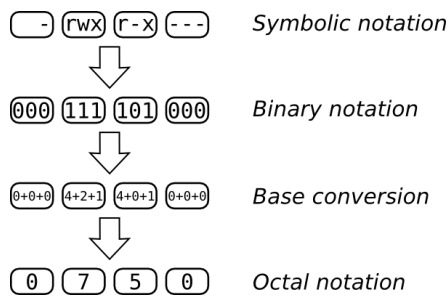 - rwx r-x --- Symbolic notation
000 111 101 000 Binary notation
0+0+0 4+2+1 4+0+1 0+0+0 Base conversion
0 7 5 0 Octal notation